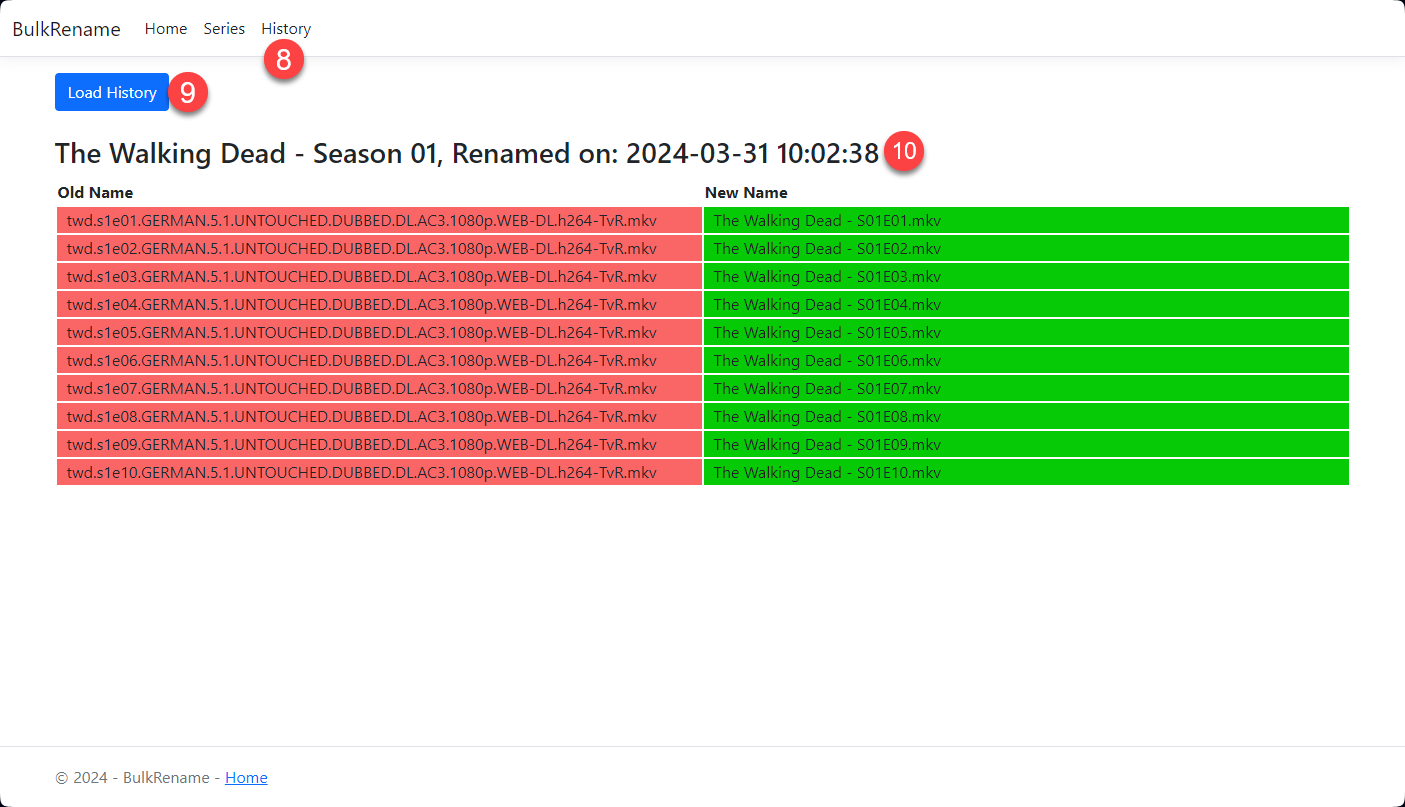 BulkRename Home Series History
8
Load History 9
The Walking Dead - Season 01, Renamed on: 2024-03-31 10:02:38 10
Old Name New Name
twd.s1e01.GERMAN.5.1.UNTOUCHED.DUBBED.DL.AC3.1080p.WEB-DL.h264-TvR.mkv The Walking Dead - S01E01.mkv
twd.s1e02.GERMAN.5.1.UNTOUCHED.DUBBED.DL.AC3.1080p.WEB-DL.h264-TvR.mkv The Walking Dead - S01E02.mkv
twd.s1e03.GERMAN.5.1.UNTOUCHED.DUBBED.DL.AC3.1080p.WEB-DL.h264-TvR.mkv The Walking Dead - S01E03.mkv
twd.s1e04.GERMAN.5.1.UNTOUCHED.DUBBED.DL.AC3.1080p.WEB-DL.h264-TvR.mkv The Walking Dead - S01E04.mkv
twd.s1e05.GERMAN.5.1.UNTOUCHED.DUBBED.DL.AC3.1080p.WEB-DL.h264-TvR.mkv The Walking Dead - S01E05.mkv
twd.s1e06.GERMAN.5.1.UNTOUCHED.DUBBED.DL.AC3.1080p.WEB-DL.h264-TvR.mkv The Walking Dead - S01E06.mkv
twd.s1e07.GERMAN.5.1.UNTOUCHED.DUBBED.DL.AC3.1080p.WEB-DL.h264-TvR.mkv The Walking Dead - S01E07.mkv
twd.s1e08.GERMAN.5.1.UNTOUCHED.DUBBED.DL.AC3.1080p.WEB-DL.h264-TvR.mkv The Walking Dead - S01E08.mkv
twd.s1e09.GERMAN.5.1.UNTOUCHED.DUBBED.DL.AC3.1080p.WEB-DL.h264-TvR.mkv The Walking Dead - S01E09.mkv
twd.s1e10.GERMAN.5.1.UNTOUCHED.DUBBED.DL.AC3.1080p.WEB-DL.h264-TvR.mkv The Walking Dead - S01E10.mkv
© 2024 - BulkRename - Home